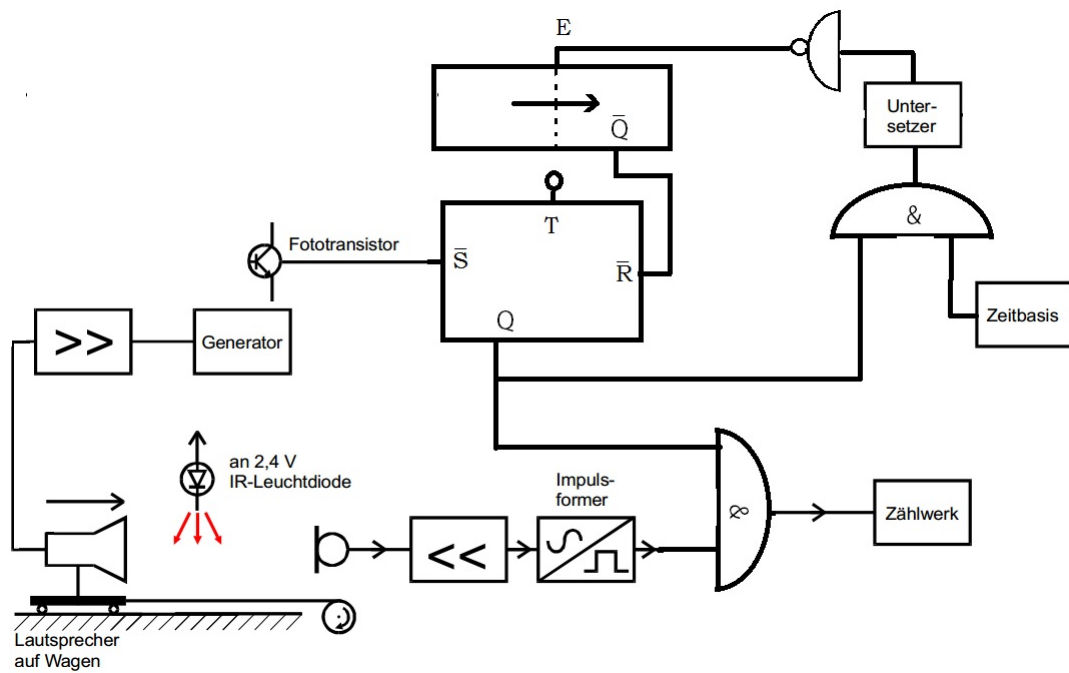 E
Unter-
setzer
Q̄
&
T
Fototransistor
S̄
R̄
Q
Zeitbasis
>>
Generator
an 2,4 V
IR-Leuchtdiode
Impuls-
former
&
Zählwerk
<<
Lautsprecher
auf Wagen